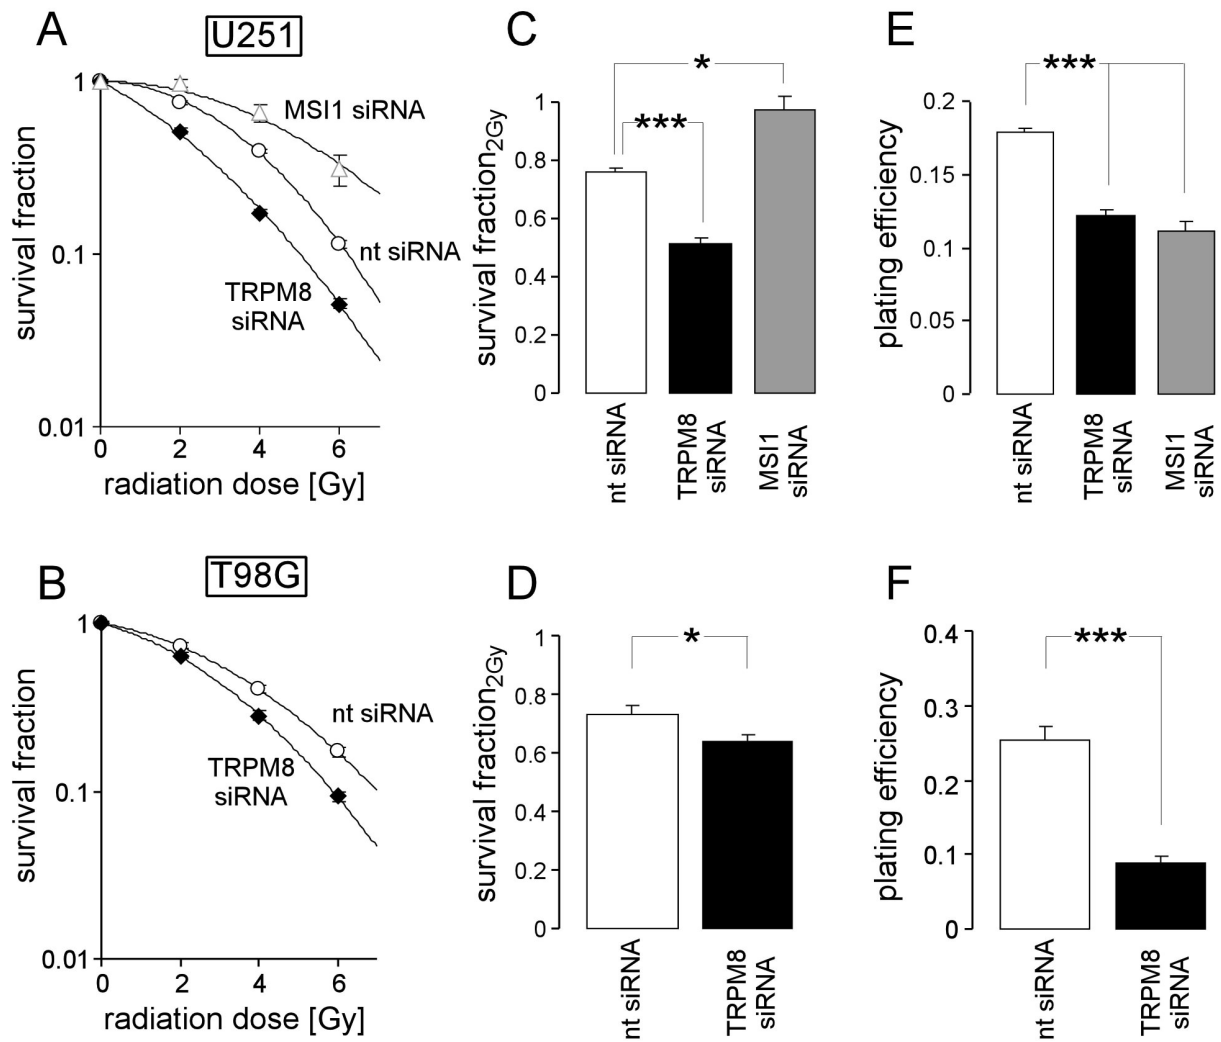 A
U251
1
0.1
0.01
survival fraction
MSI1 siRNA
nt siRNA
TRPM8
siRNA
0
2
4
6
radiation dose [Gy]
C
*
***
1
0.8
0.6
0.4
0.2
0
survival fraction2Gy
nt siRNA
TRPM8
siRNA
MSI1
siRNA
E
***
0.2
0.15
0.1
0.05
0
plating efficiency
nt siRNA
TRPM8
siRNA
MSI1
siRNA
B
T98G
1
0.1
0.01
survival fraction
nt siRNA
TRPM8
siRNA
0
2
4
6
radiation dose [Gy]
D
*
1
0.8
0.6
0.4
0.2
0
survival fraction2Gy
nt siRNA
TRPM8
siRNA
F
***
0.4
0.3
0.2
0.1
0
plating efficiency
nt siRNA
TRPM8
siRNA